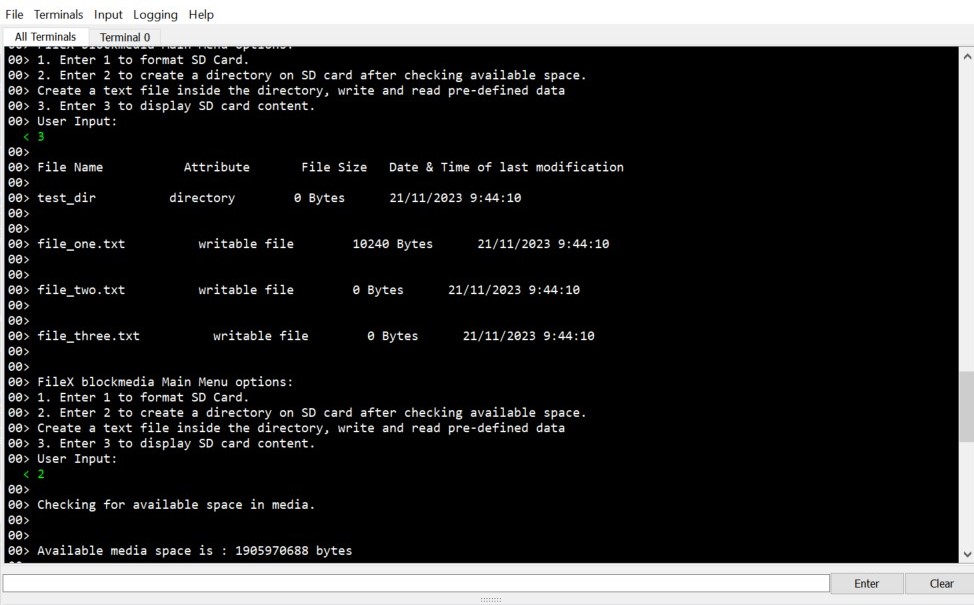 File Terminals Input Logging Help
All Terminals Terminal 0
00> FileX blockmedia Main Menu options:
00> 1. Enter 1 to format SD Card.
00> 2. Enter 2 to create a directory on SD card after checking available space.
00> Create a text file inside the directory, write and read pre-defined data
00> 3. Enter 3 to display SD card content.
00> User Input:
< 3
00>
00> File Name Attribute File Size Date & Time of last modification
00>
00> test_dir directory 0 Bytes 21/11/2023 9:44:10
00>
00>
00> file_one.txt writable file 10240 Bytes 21/11/2023 9:44:10
00>
00>
00> file_two.txt writable file 0 Bytes 21/11/2023 9:44:10
00>
00>
00> file_three.txt writable file 0 Bytes 21/11/2023 9:44:10
00>
00>
00> FileX blockmedia Main Menu options:
00> 1. Enter 1 to format SD Card.
00> 2. Enter 2 to create a directory on SD card after checking available space.
00> Create a text file inside the directory, write and read pre-defined data
00> 3. Enter 3 to display SD card content.
00> User Input:
< 2
00>
00> Checking for available space in media.
00>
00>
00> Available media space is : 1905970688 bytes
Enter Clear